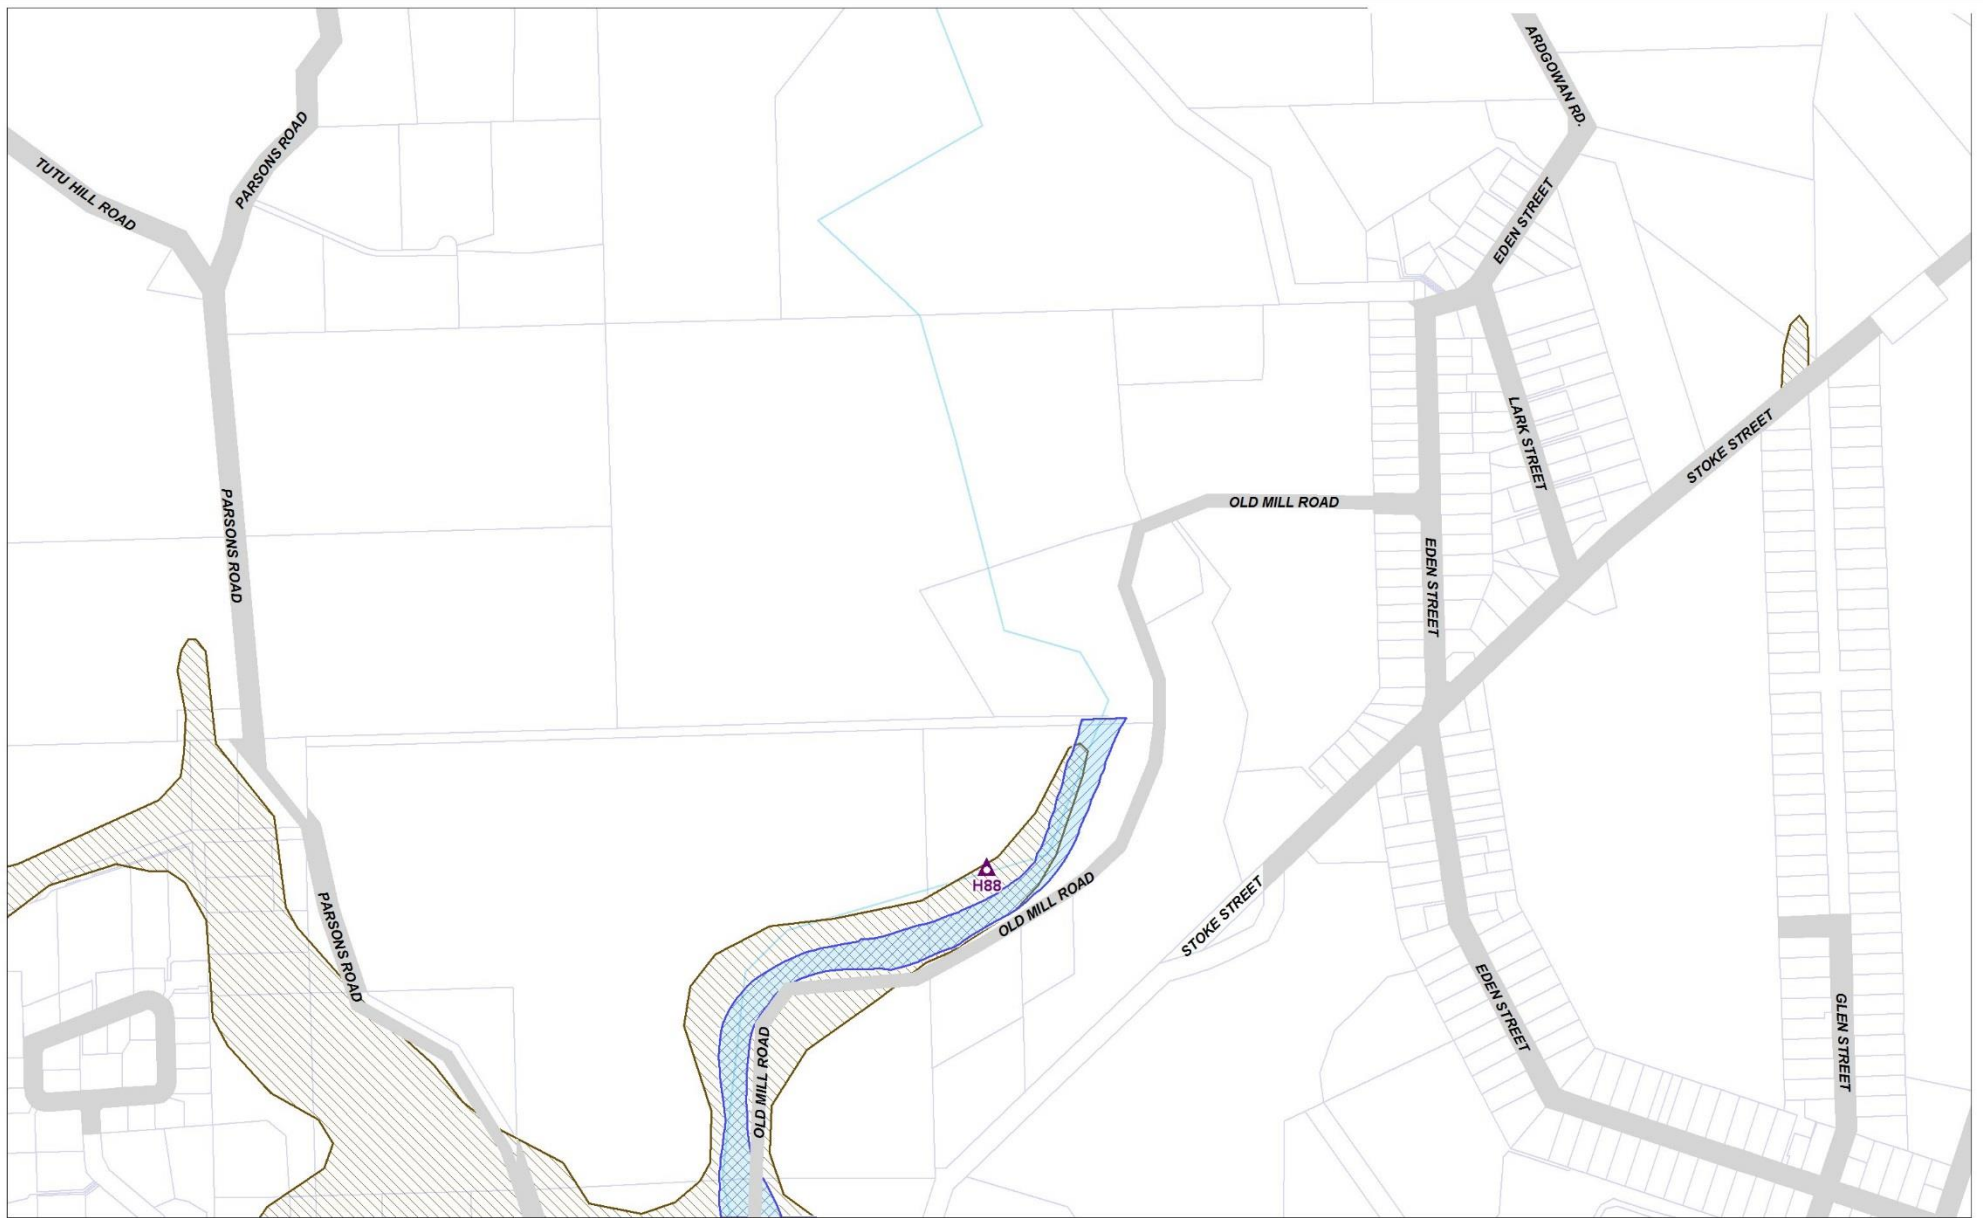 ARDGOWAN RD.
PARSONS ROAD
TUTU HILL ROAD
EDEN STREET
LARK STREET
STOKE STREET
OLD MILL ROAD
PARSONS ROAD
EDEN STREET
H88
OLD MILL ROAD
STOKE STREET
PARSONS ROAD
EDEN STREET
GLEN STREET
OLD MILL ROAD